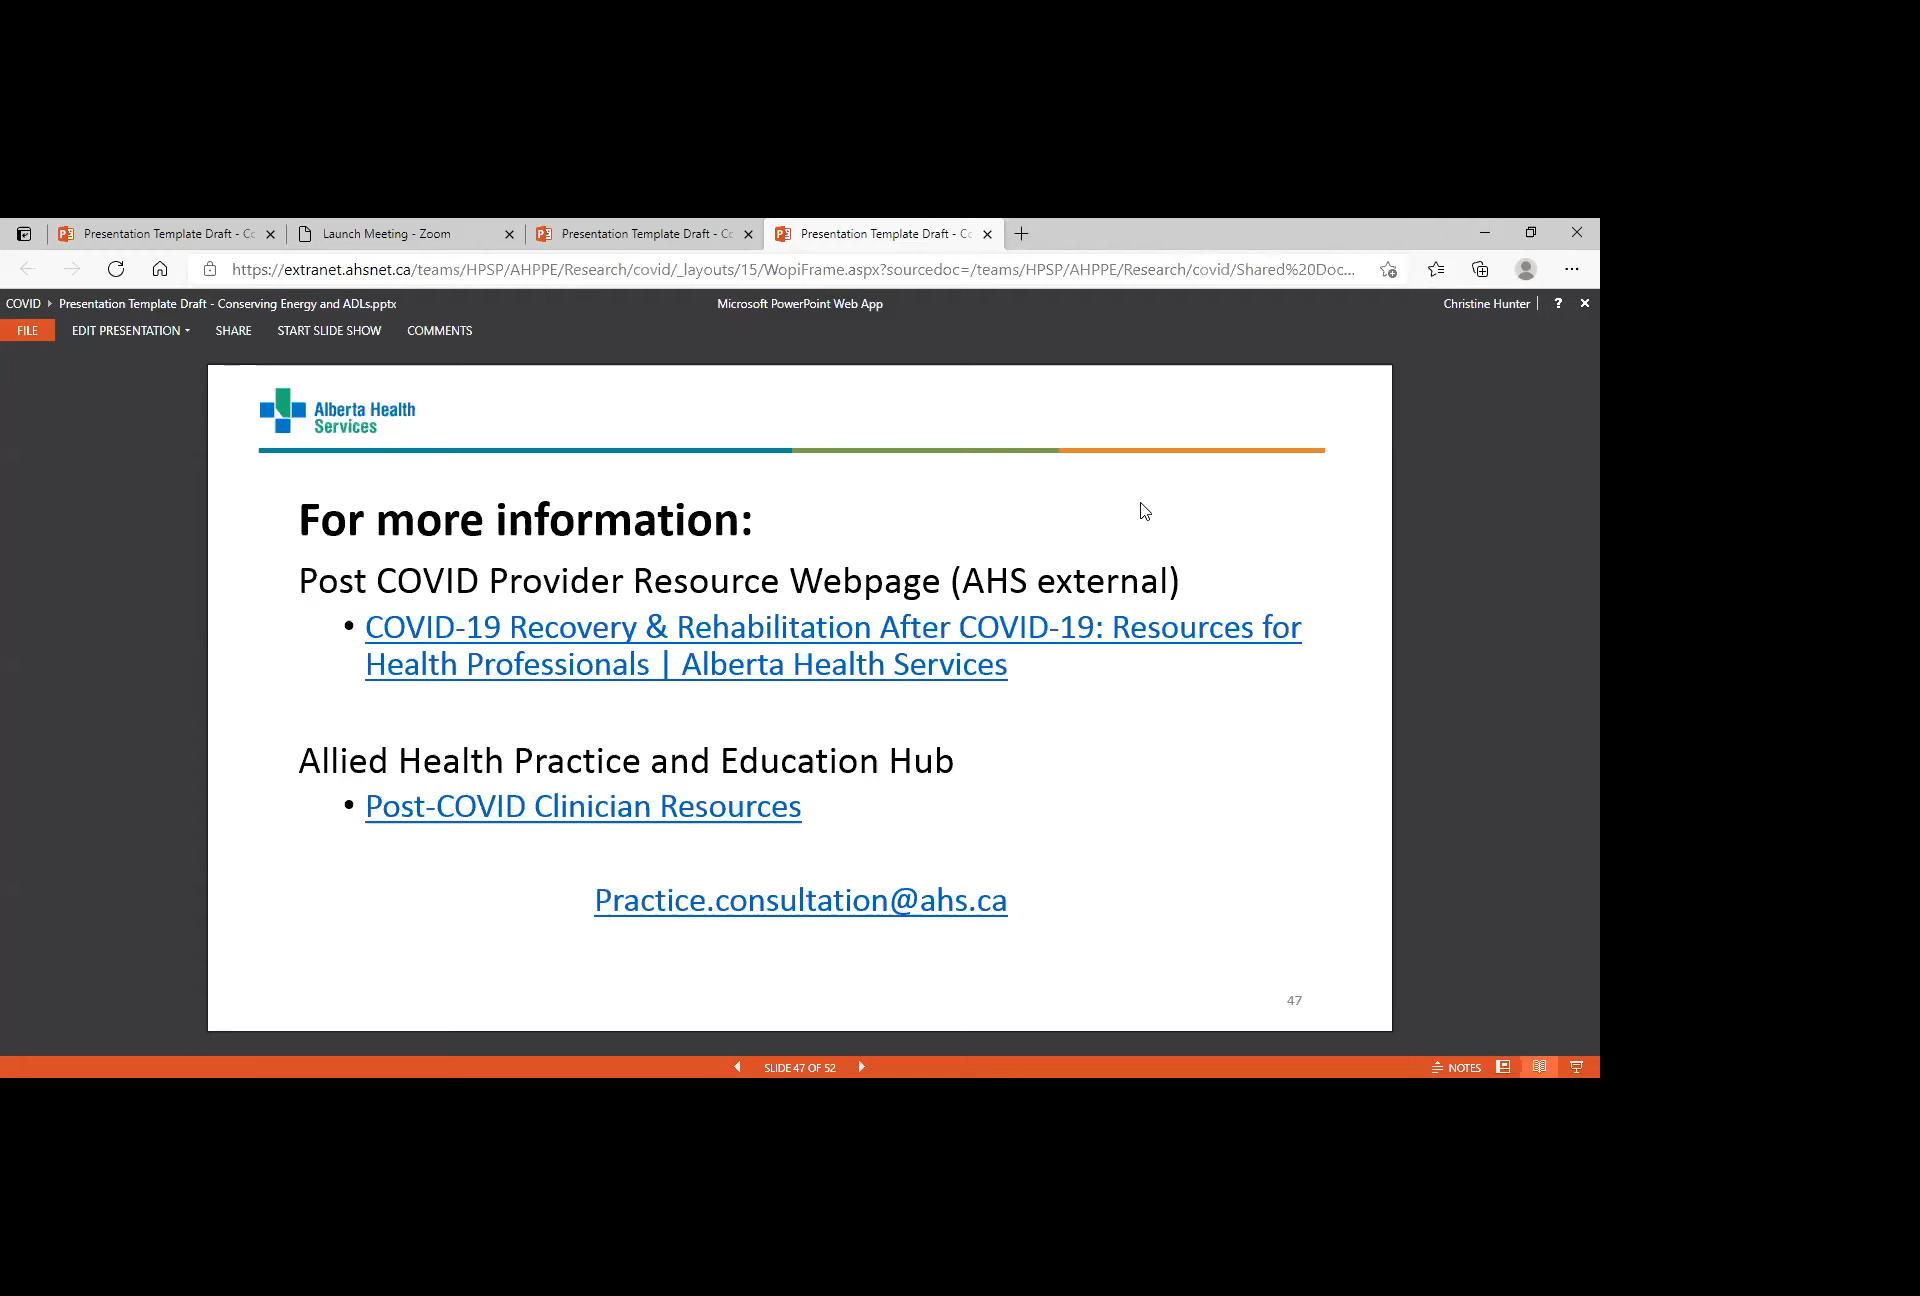 Presentation Template Draft - Co
Launch Meeting - Zoom
Presentation Template Draft - Co
Presentation Template Draft - Co
https://extranet.ahsnet.ca/teams/HPSP/AHPPE/Research/covid/_layouts/15/WopiFrame.aspx?sourcedoc=/teams/HPSP/AHPPE/Research/covid/Shared%20Doc...
COVID Presentation Template Draft - Conserving Energy and ADLs.pptx
Microsoft PowerPoint Web App
Christine Hunter
?
FILE EDIT PRESENTATION SHARE START SLIDE SHOW COMMENTS
Alberta Health
Services
For more information:
Post COVID Provider Resource Webpage (AHS external)
• COVID-19 Recovery & Rehabilitation After COVID-19: Resources for
Health Professionals | Alberta Health Services
Allied Health Practice and Education Hub
• Post-COVID Clinician Resources
Practice.consultation@ahs.ca
47
SLIDE 47 OF 52
NOTES